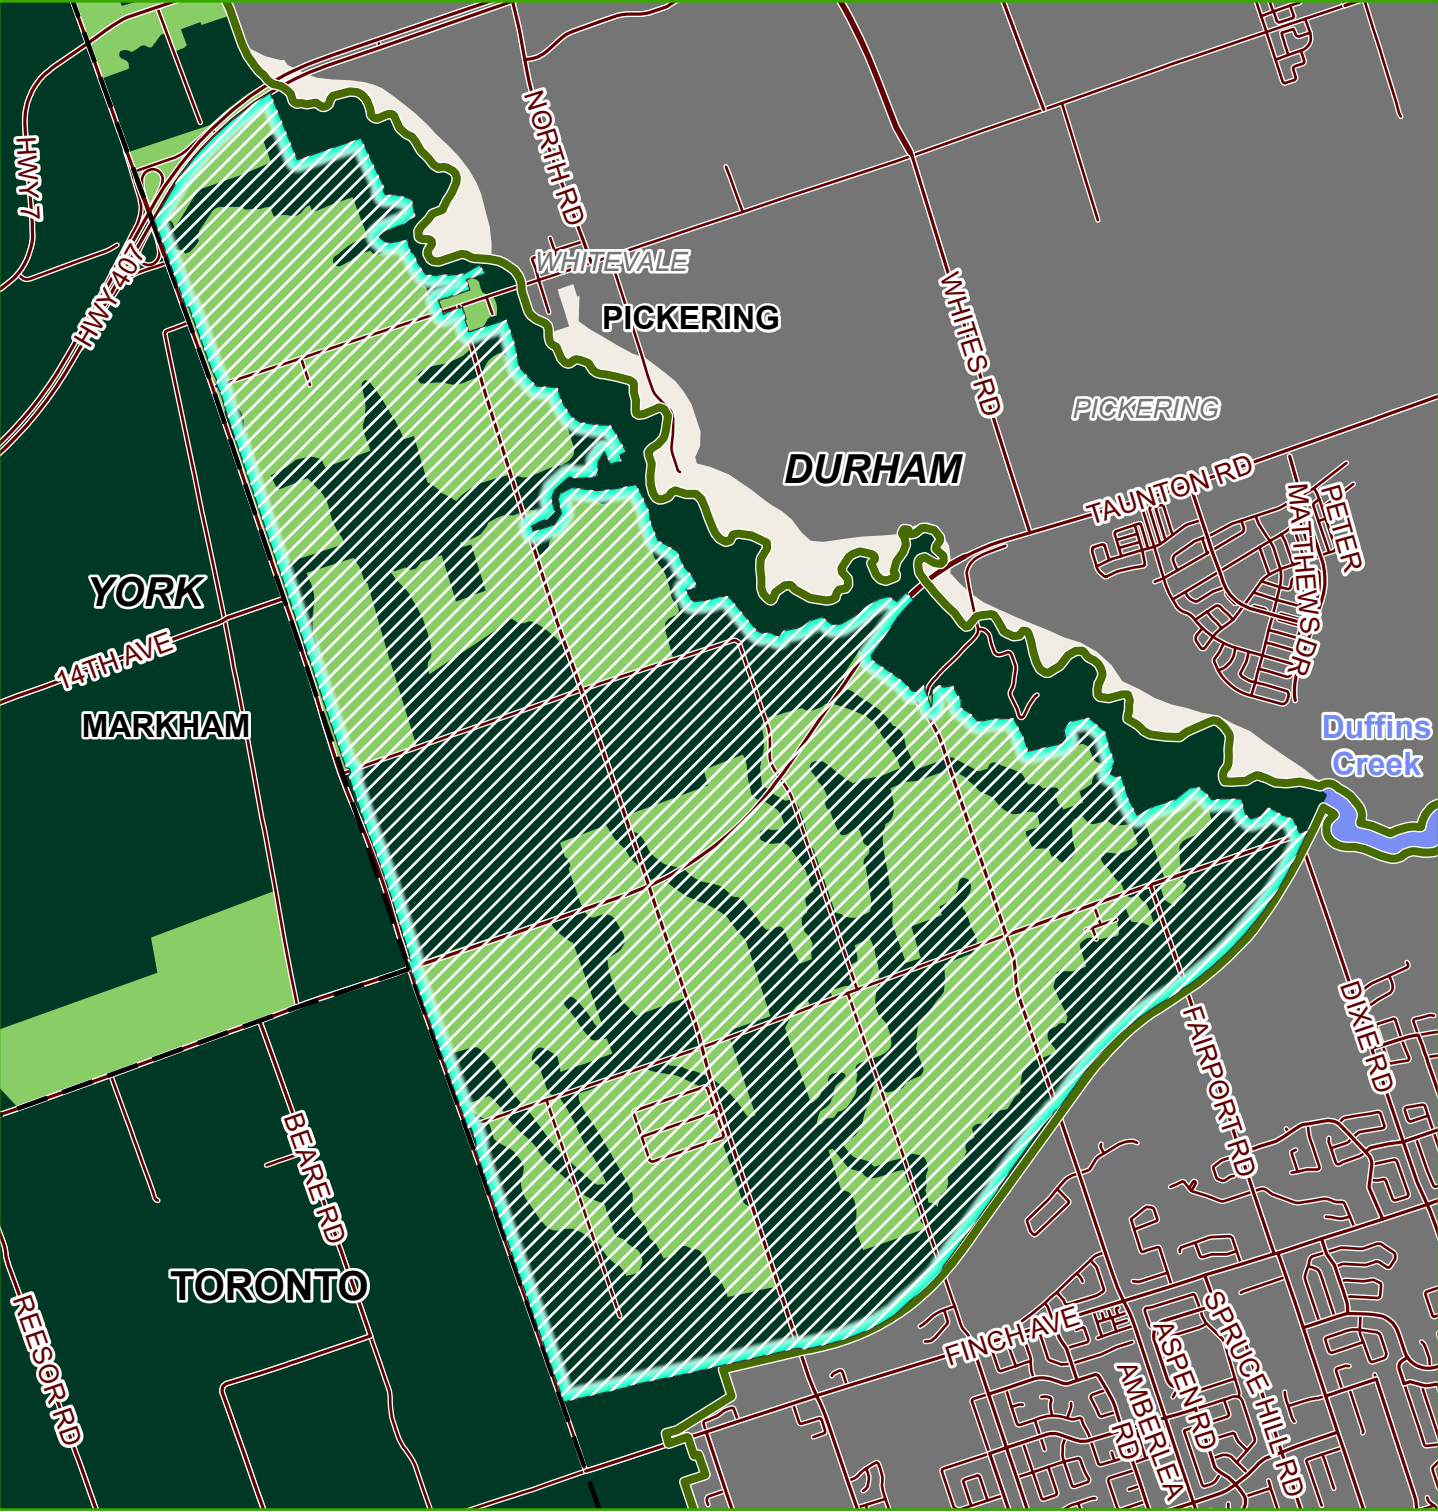 HWY 7
NORTH RD
HWY 407
WHITEVALE
PICKERING
WHITES RD
PICKERING
DURHAM
TAUNTON RD
PETER
MATTHEWS DR
YORK
14TH AVE
MARKHAM
Duffins
Creek
DIXIE RD
FAIRPORT RD
BEARE RD
TORONTO
REESOR RD
FINCH AVE
SPRUCE HILL RD
ASPEN RD
AMBERLEA
RD